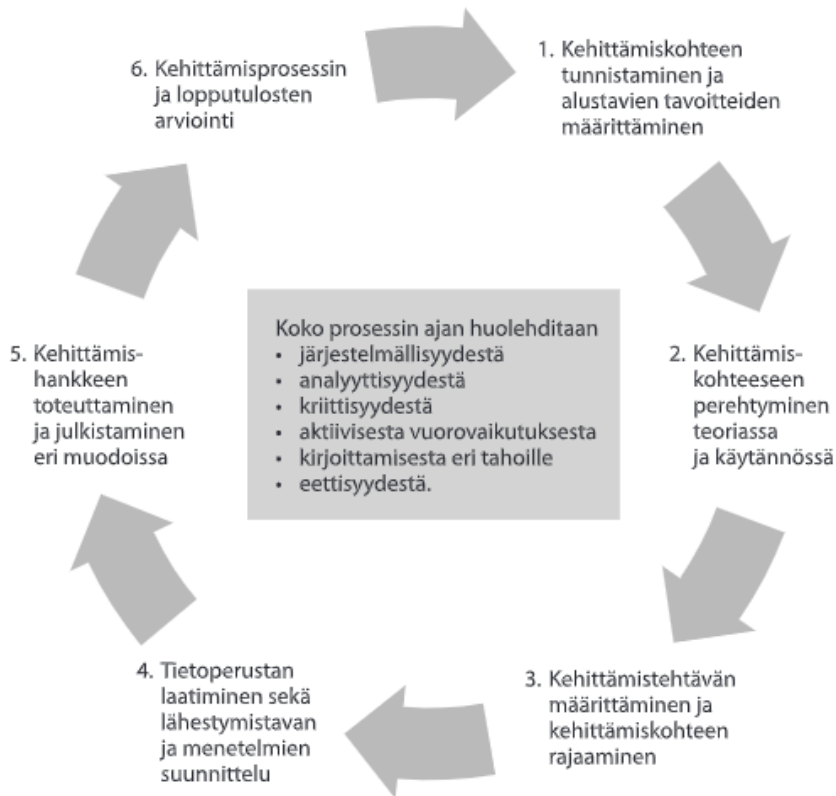 1. Kehittämiskohteen
tunnistaminen ja
alustavien tavoitteiden
määrittäminen
2. Kehittämis-
kohteeseen
perehtyminen
teoriassa
ja käytännössä
3. Kehittämistehtävän
määrittäminen ja
kehittämiskohteen
rajaaminen
4. Tietoperustan
laatiminen sekä
lähestymistavan
ja menetelmien
suunnittelu
5. Kehittämis-
hankkeen
toteuttaminen
ja julkistaminen
eri muodoissa
6. Kehittämisprosessin
ja lopputulosten
arviointi
Koko prosessin ajan huolehditaan
• järjestelmällisyydestä
• analyyttisyydestä
• kriittisyydestä
• aktiivisesta vuorovaikutuksesta
• kirjoittamisesta eri tahoille
• eettisyydestä.